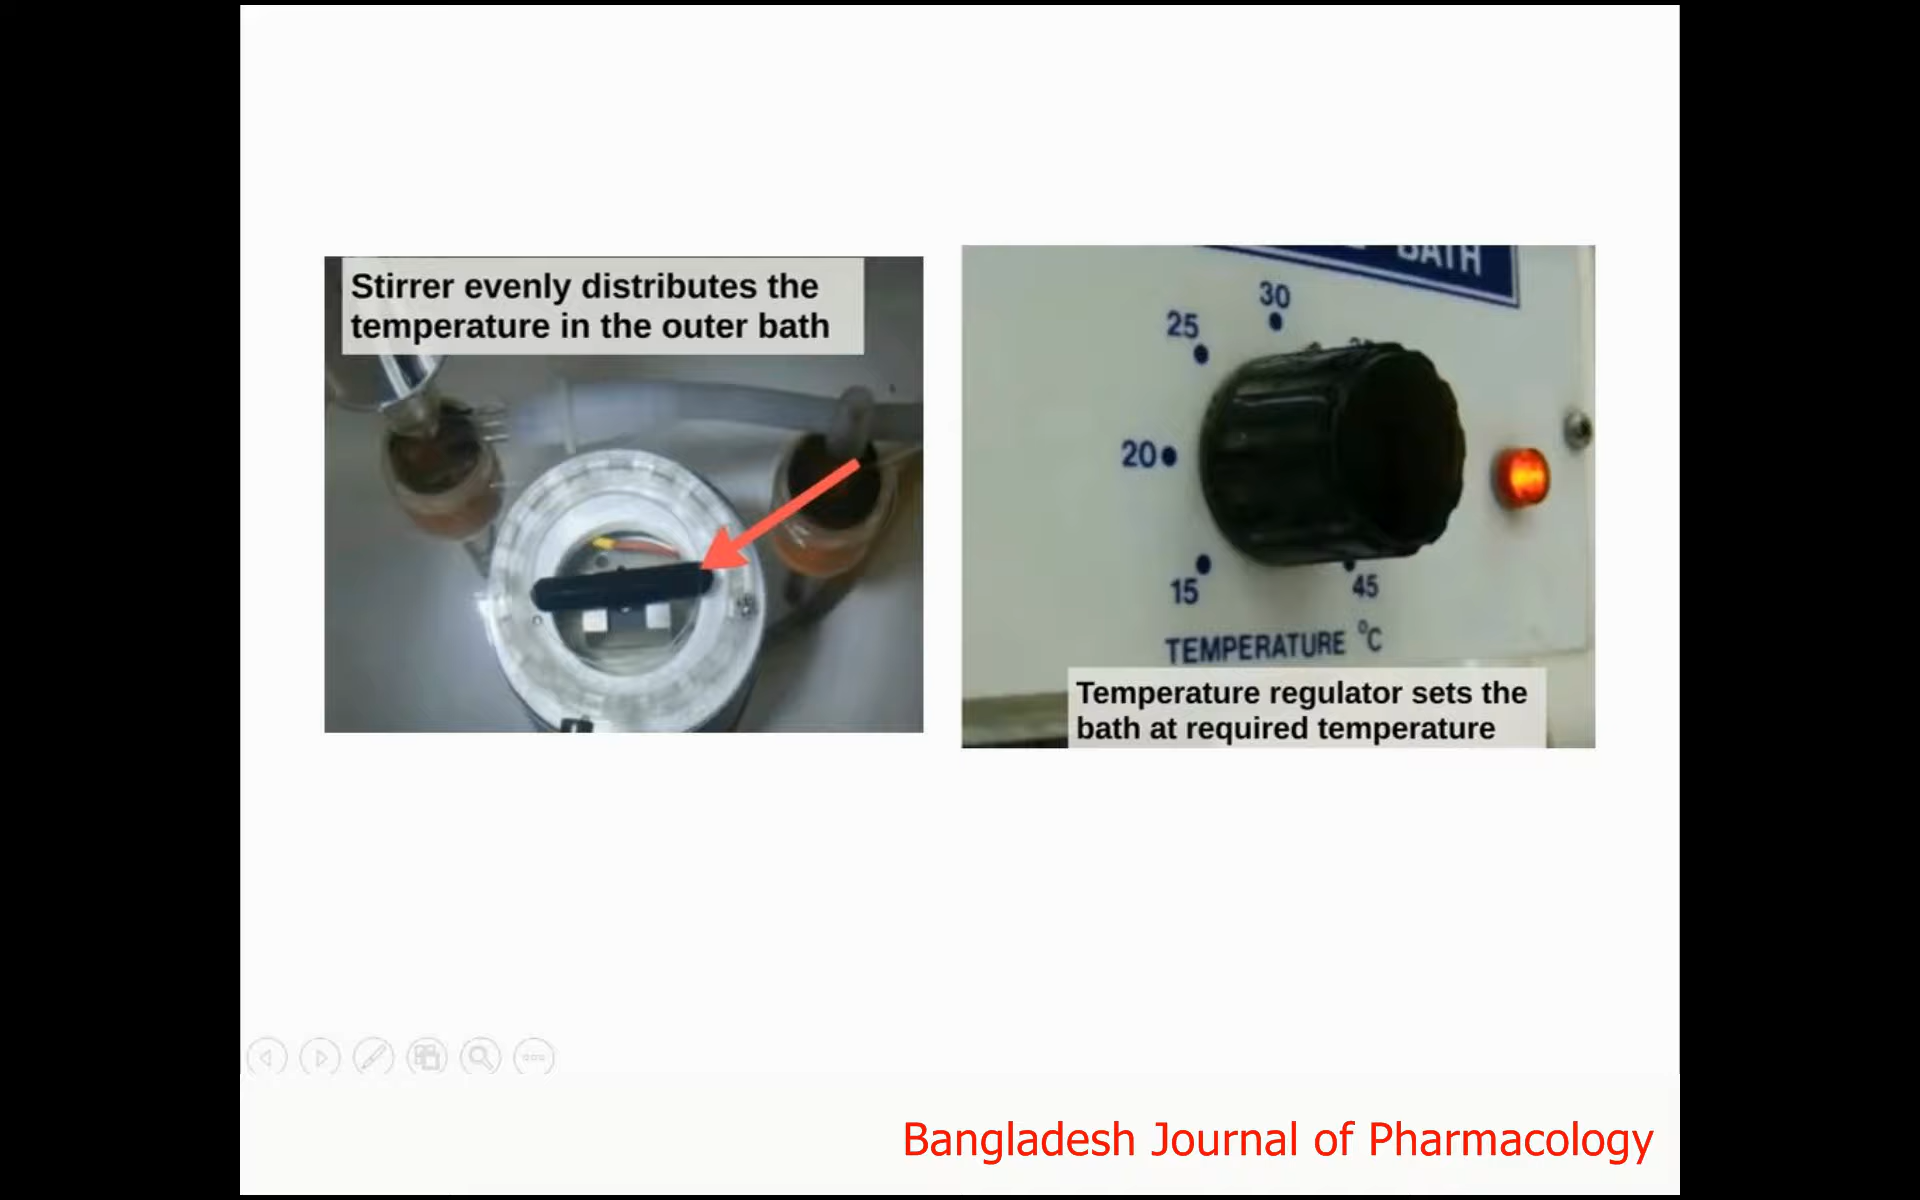 Stirrer evenly distributes the
temperature in the outer bath
BATH
30
25
20
15
45
TEMPERATURE °C
Temperature regulator sets the
bath at required temperature
Bangladesh Journal of Pharmacology